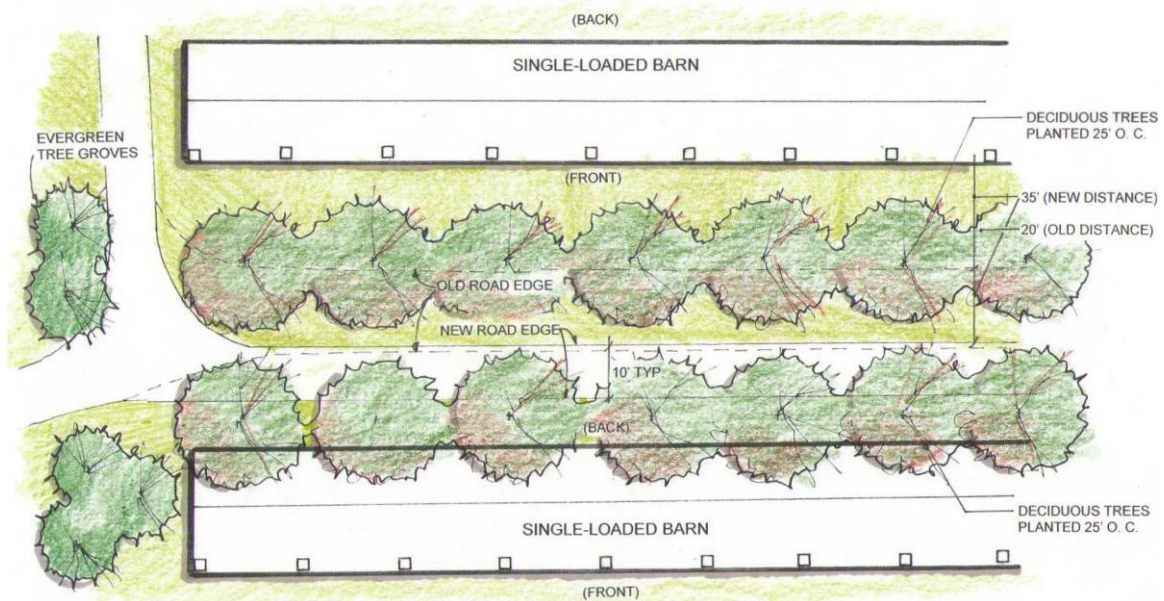 (BACK)
SINGLE-LOADED BARN
DECIDUOUS TREES
PLANTED 25' O. C.
EVERGREEN
TREE GROVES
(FRONT)
35' (NEW DISTANCE)
20' (OLD DISTANCE)
OLD ROAD EDGE
NEW ROAD EDGE
10' TYP.
(BACK)
SINGLE-LOADED BARN
DECIDUOUS TREES
PLANTED 25' O. C.
(FRONT)